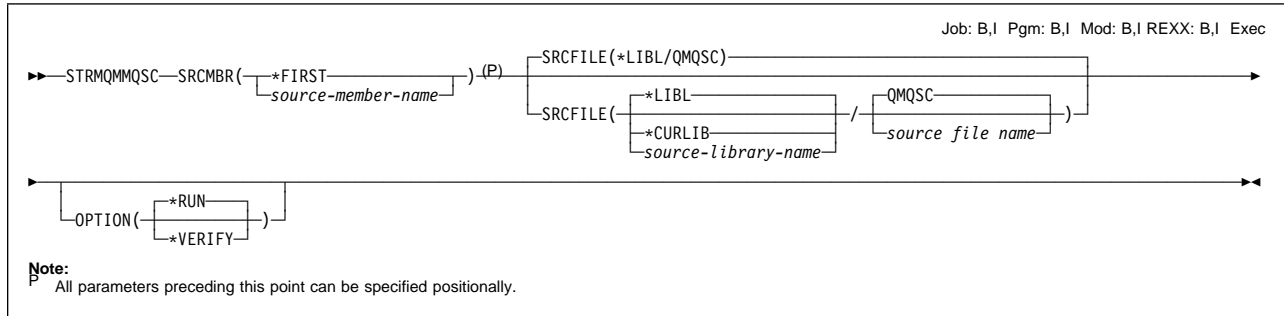 Job: B,I Pgm: B,I Mod: B,I REXX: B,I Exec
SRCFILE(*LIBL/QMQSC)
STRMQMMQSC SRCMBR( *FIRST ) (P)
source-member-name
*LIBL QMQSC
SRCFILE( / )
*CURLIB source file name
source-library-name
*RUN
OPTION( )
*VERIFY
Note:
P All parameters preceding this point can be specified positionally.